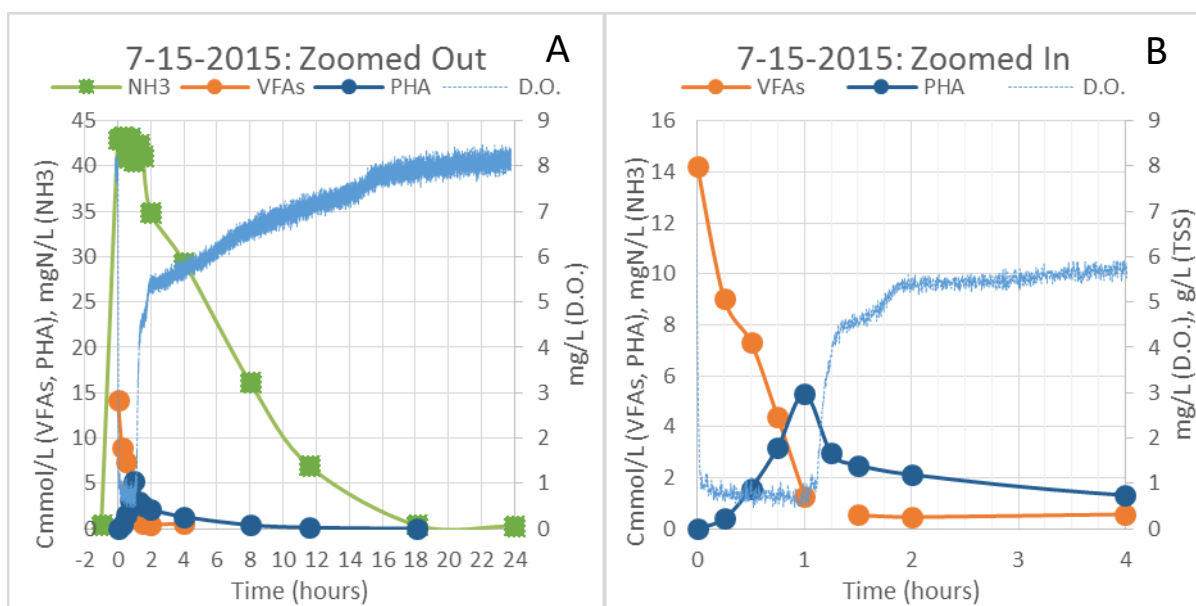 7-15-2015: Zoomed Out
A
NH3 VFAs PHA D.O.
45
40
35
30
25
20
15
10
5
0
9
8
7
6
5
4
3
2
1
0
-2 0 2 4 6 8 10 12 14 16 18 20 22 24
Cmmol/L (VFAs, PHA), mgN/L (NH3)
mg/L (D.O.)
Time (hours)
7-15-2015: Zoomed In
B
VFAs PHA D.O.
16
14
12
10
8
6
4
2
0
9
8
7
6
5
4
3
2
1
0
0 1 2 3 4
Cmmol/L (VFAs, PHA), mgN/L (NH3)
mg/L (D.O.), g/L (TSS)
Time (hours)